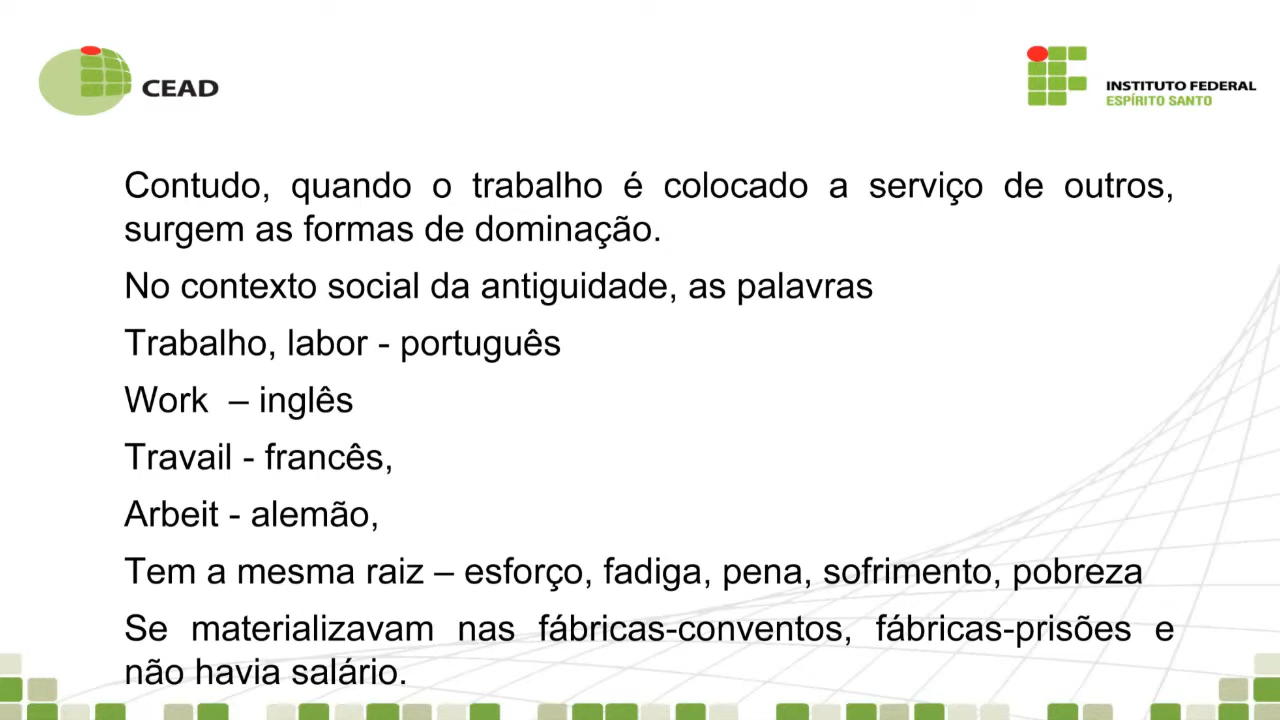 CEAD
INSTITUTO FEDERAL
ESPÍRITO SANTO
Contudo, quando o trabalho é colocado a serviço de outros,
surgem as formas de dominação.
No contexto social da antiguidade, as palavras
Trabalho, labor - português
Work – inglês
Travail - francês,
Arbeit - alemão,
Tem a mesma raiz – esforço, fadiga, pena, sofrimento, pobreza
Se materializavam nas fábricas-conventos, fábricas-prisões e
não havia salário.